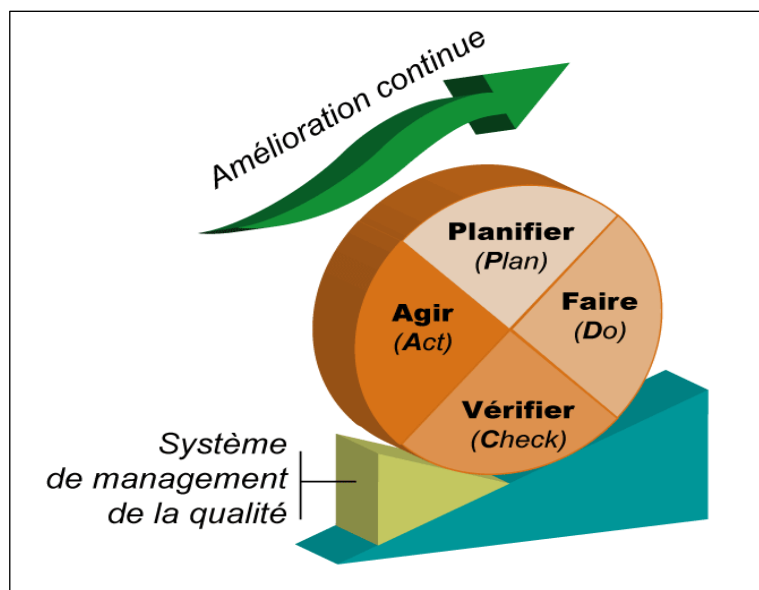 Amélioration continue
Planifier
(Plan)
Faire
(Do)
Agir
(Act)
Vérifier
(Check)
Système
de management
de la qualité